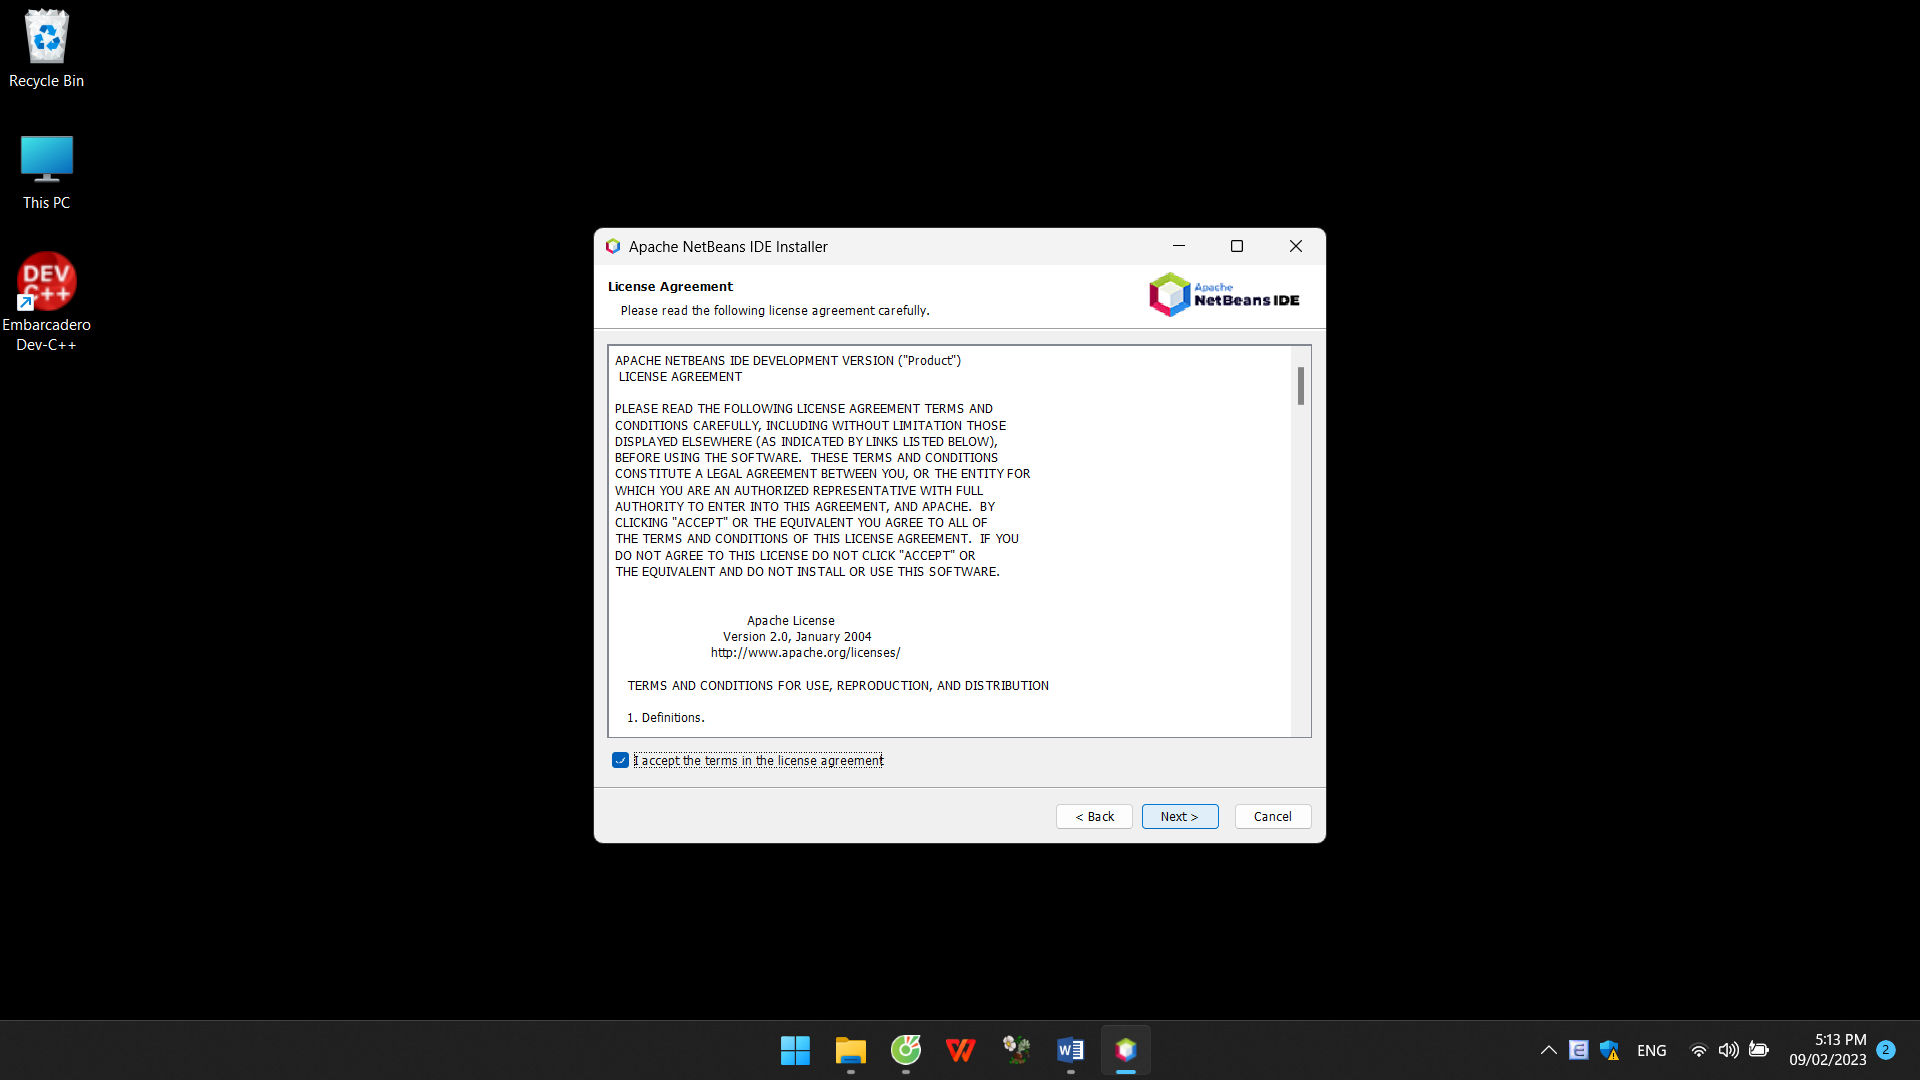 Recycle Bin
This PC
DEV
C++
Embarcadero
Dev-C++
Apache NetBeans IDE Installer
License Agreement
Please read the following license agreement carefully.
Apache
NetBeans IDE
APACHE NETBEANS IDE DEVELOPMENT VERSION ("Product")
LICENSE AGREEMENT
PLEASE READ THE FOLLOWING LICENSE AGREEMENT TERMS AND
CONDITIONS CAREFULLY, INCLUDING WITHOUT LIMITATION THOSE
DISPLAYED ELSEWHERE (AS INDICATED BY LINKS LISTED BELOW),
BEFORE USING THE SOFTWARE.  THESE TERMS AND CONDITIONS
CONSTITUTE A LEGAL AGREEMENT BETWEEN YOU, OR THE ENTITY FOR
WHICH YOU ARE AN AUTHORIZED REPRESENTATIVE WITH FULL
AUTHORITY TO ENTER INTO THIS AGREEMENT, AND APACHE.  BY
CLICKING "ACCEPT" OR THE EQUIVALENT YOU AGREE TO ALL OF
THE TERMS AND CONDITIONS OF THIS LICENSE AGREEMENT.  IF YOU
DO NOT AGREE TO THIS LICENSE DO NOT CLICK "ACCEPT" OR
THE EQUIVALENT AND DO NOT INSTALL OR USE THIS SOFTWARE.
Apache License
Version 2.0, January 2004
http://www.apache.org/licenses/
TERMS AND CONDITIONS FOR USE, REPRODUCTION, AND DISTRIBUTION
1. Definitions.
I accept the terms in the license agreement
< Back
Next >
Cancel
W
W
E
ENG
5:13 PM
09/02/2023
2